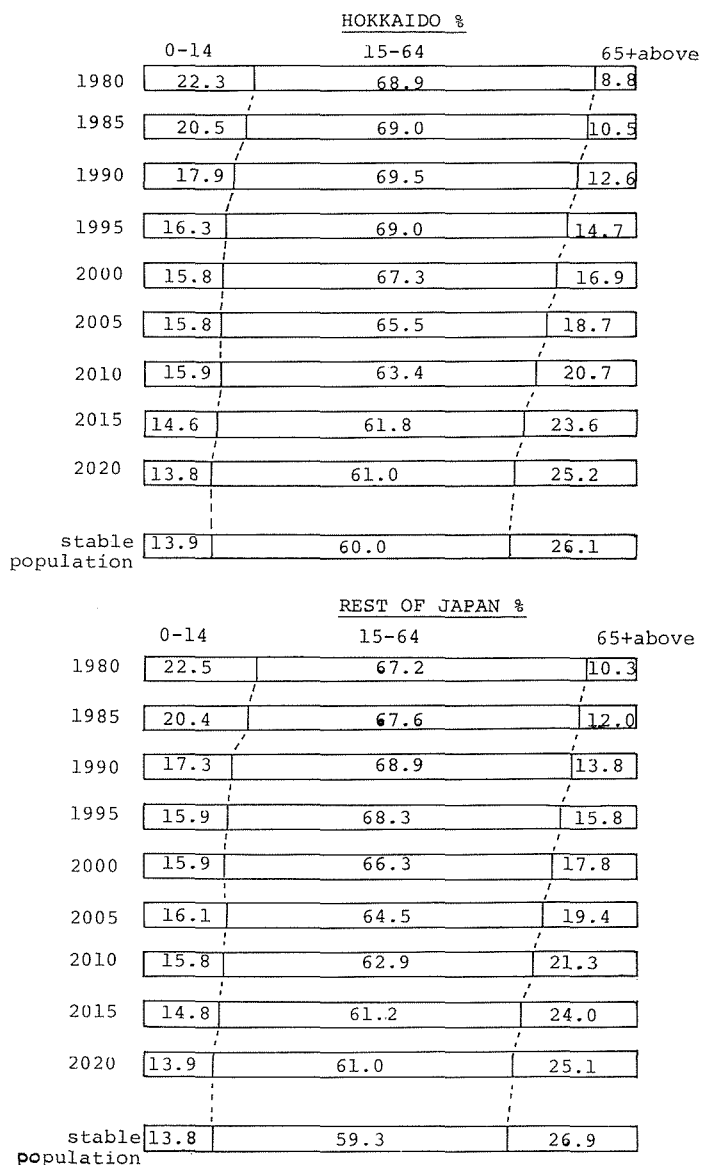 HOKKAIDO %
0-14 15-64 65+above
1980 22.3 68.9 8.8
1985 20.5 69.0 10.5
1990 17.9 69.5 12.6
1995 16.3 69.0 14.7
2000 15.8 67.3 16.9
2005 15.8 65.5 18.7
2010 15.9 63.4 20.7
2015 14.6 61.8 23.6
2020 13.8 61.0 25.2
stable 13.9 60.0 26.1
population
REST OF JAPAN %
0-14 15-64 65+above
1980 22.5 67.2 10.3
1985 20.4 67.6 12.0
1990 17.3 68.9 13.8
1995 15.9 68.3 15.8
2000 15.9 66.3 17.8
2005 16.1 64.5 19.4
2010 15.8 62.9 21.3
2015 14.8 61.2 24.0
2020 13.9 61.0 25.1
stable 13.8 59.3 26.9
population